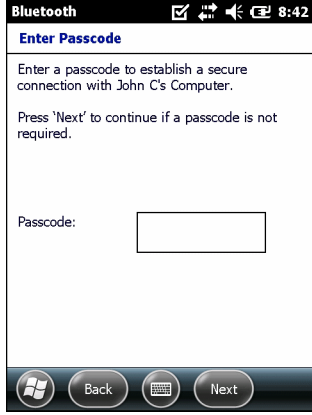 Bluetooth 8:42
Enter Passcode
Enter a passcode to establish a secure
connection with John C's Computer.
Press 'Next' to continue if a passcode is not
required.
Passcode:
Back Next